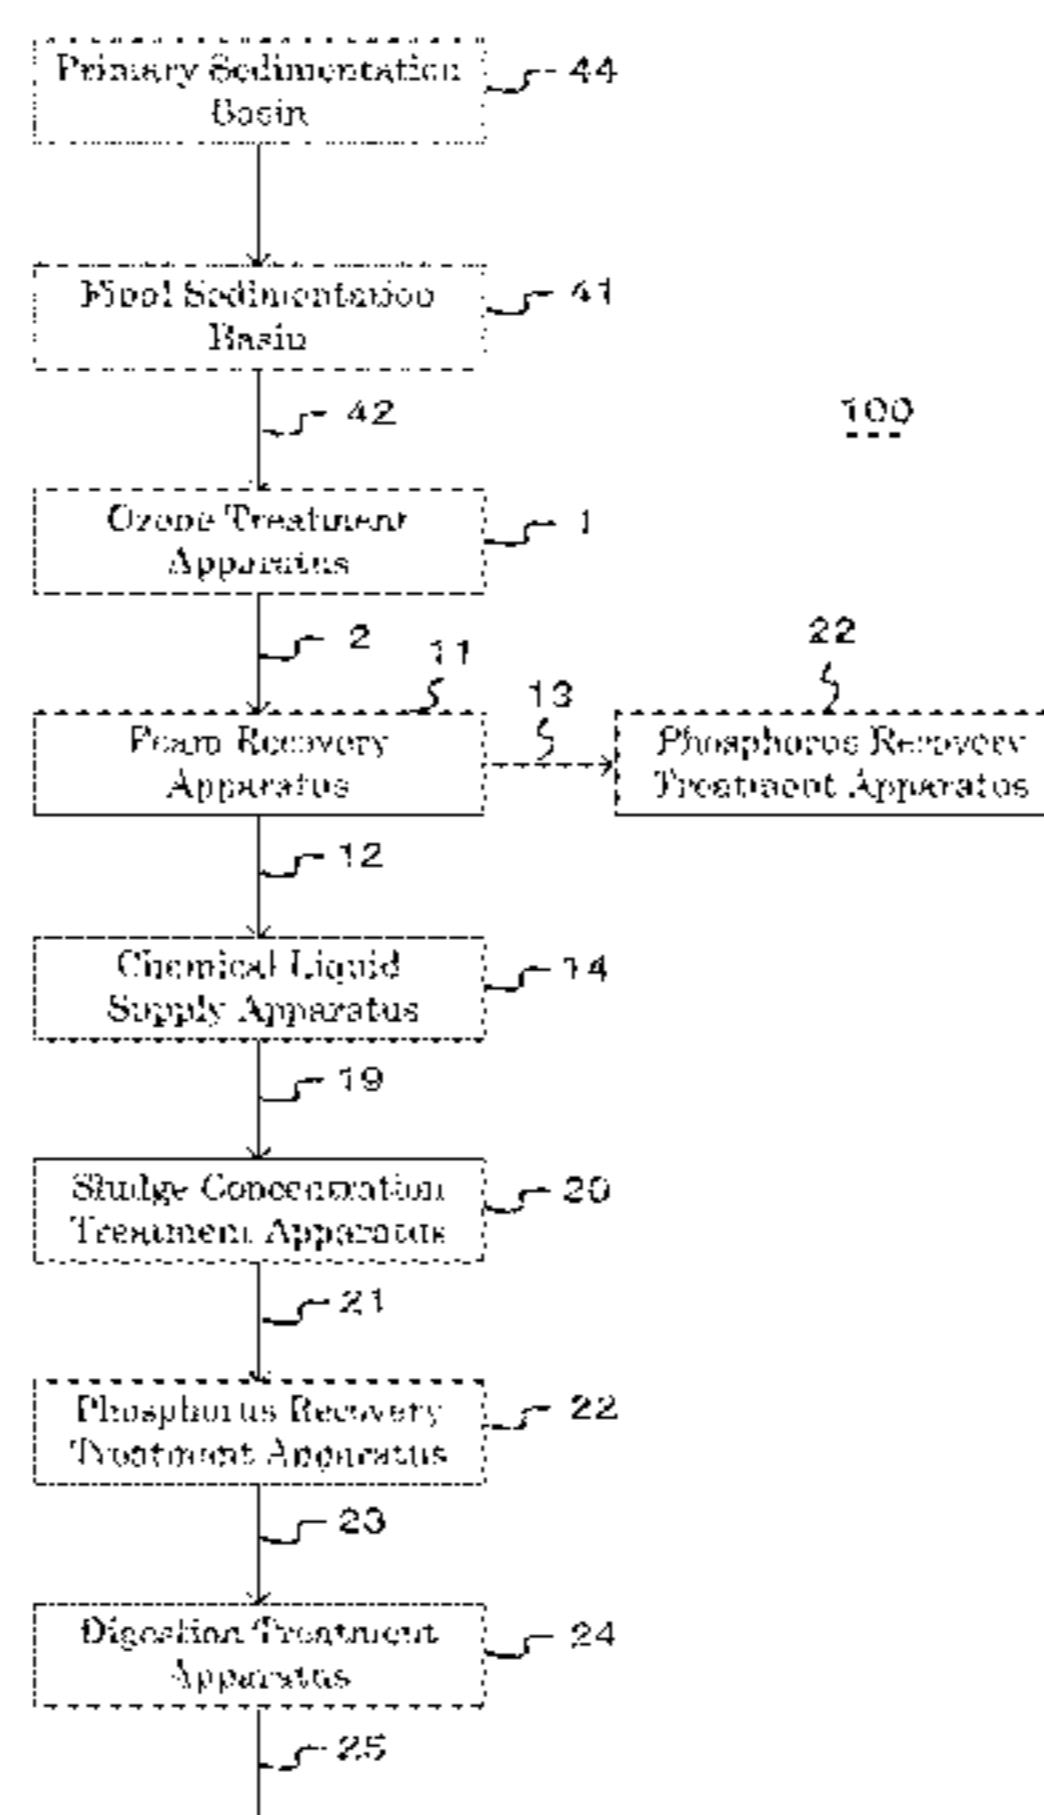 Primary Sedimentation
Basin
44
Final Sedimentation
Basin
41
42
100
Ozone Treatment
Apparatus
1
2
11
13
22
Foam Recovery
Apparatus
Phosphorus Recovery
Treatment Apparatus
12
Chemical Liquid
Supply Apparatus
14
19
Sludge Concentration
Treatment Apparatus
20
21
Phosphorus Recovery
Treatment Apparatus
22
23
Digestion Treatment
Apparatus
24
25